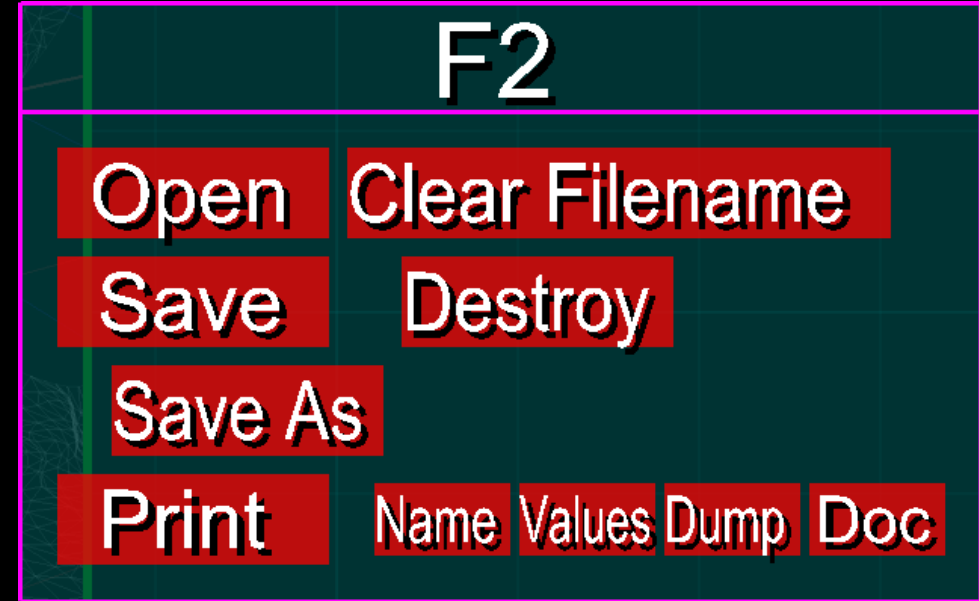 F2
Open Clear Filename
Save Destroy
Save As
Print Name Values Dump Doc